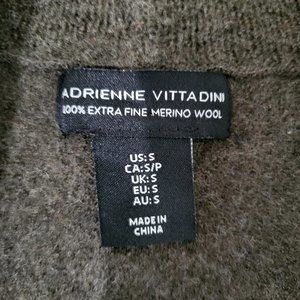 ADRIENNE VITTADINI
100% EXTRA FINE MERINO WOOL
US:S
CA:S/P
UK:S
EU:S
AU:S
MADE IN
CHINA